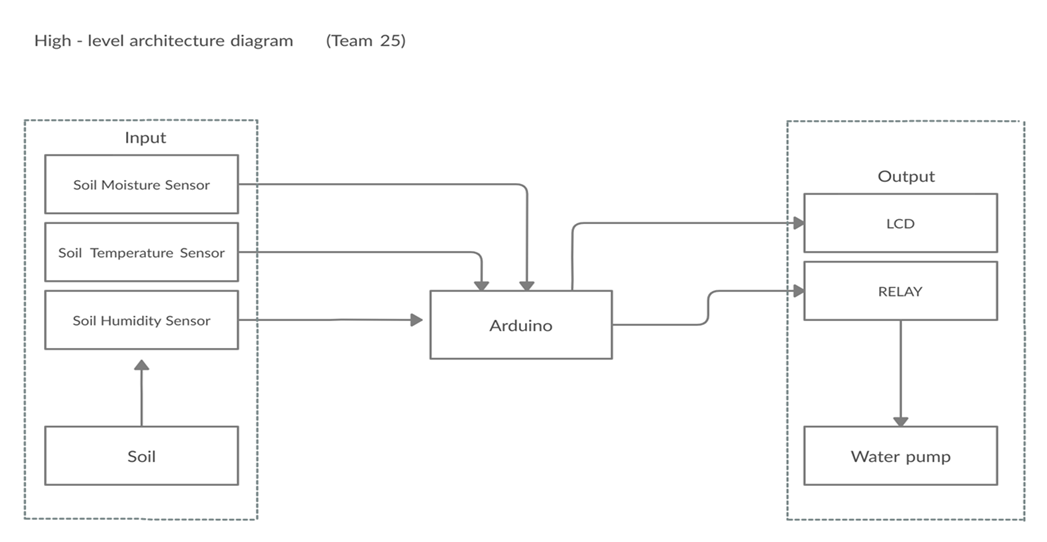 High - level architecture diagram (Team 25)
Input
Soil Moisture Sensor
Soil Temperature Sensor
Soil Humidity Sensor
Soil
Arduino
Output
LCD
RELAY
Water pump